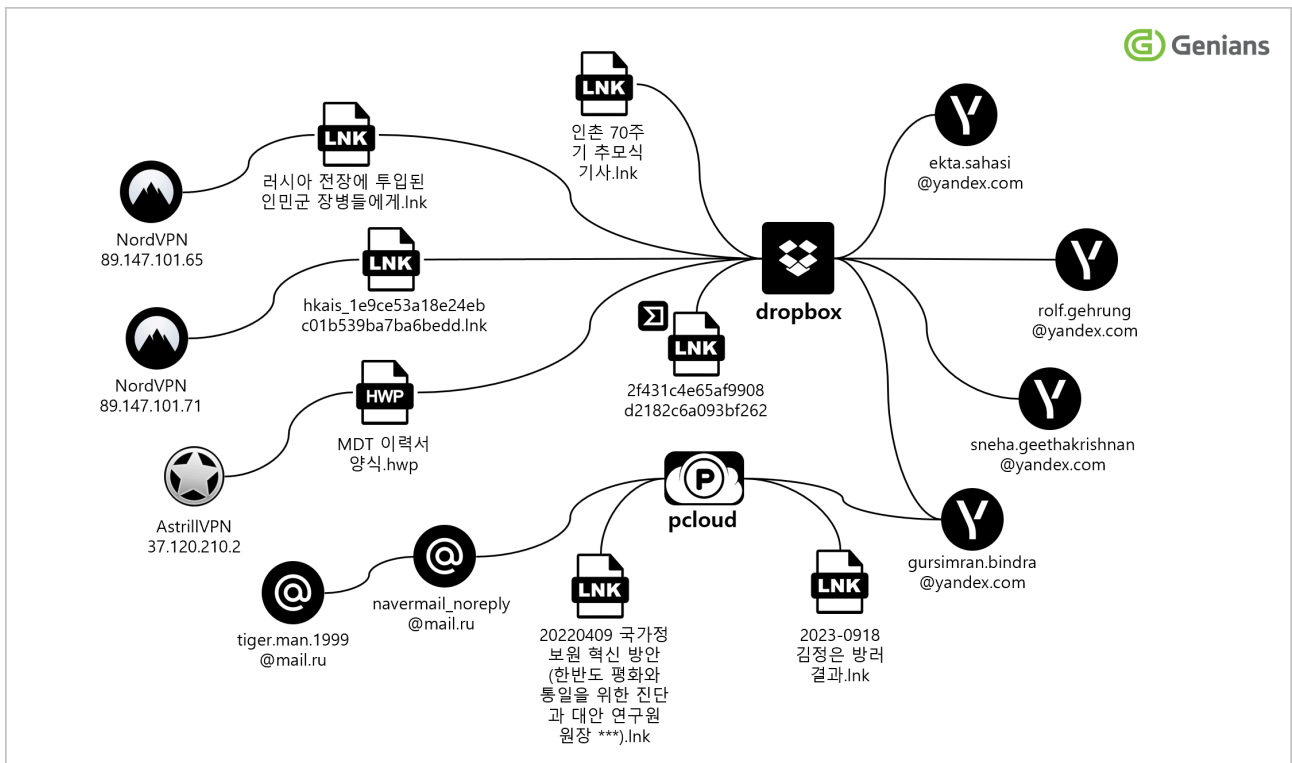 Genians
LNK
인촌 70주
기 추모식
기사.lnk
LNK
러시아 전장에 투입된
인민군 장병들에게.lnk
NordVPN
89.147.101.65
LNK
hkais_1e9ce53a18e24eb
c01b539ba7ba6bedd.lnk
NordVPN
89.147.101.71
HWP
MDT 이력서
양식.hwp
AstrillVPN
37.120.210.2
dropbox
Σ
LNK
2f431c4e65af9908
d2182c6a093bf262
Y
ekta.sahasi
@yandex.com
Y
rolf.gehrung
@yandex.com
Y
sneha.geethakrishnan
@yandex.com
Y
gursimran.bindra
@yandex.com
P
pcloud
@
navermail_noreply
@mail.ru
@
tiger.man.1999
@mail.ru
LNK
20220409 국가정
보원 혁신 방안
(한반도 평화와
통일을 위한 진단
과 대안 연구원
원장 ***).lnk
LNK
2023-0918
김정은 방러
결과.lnk